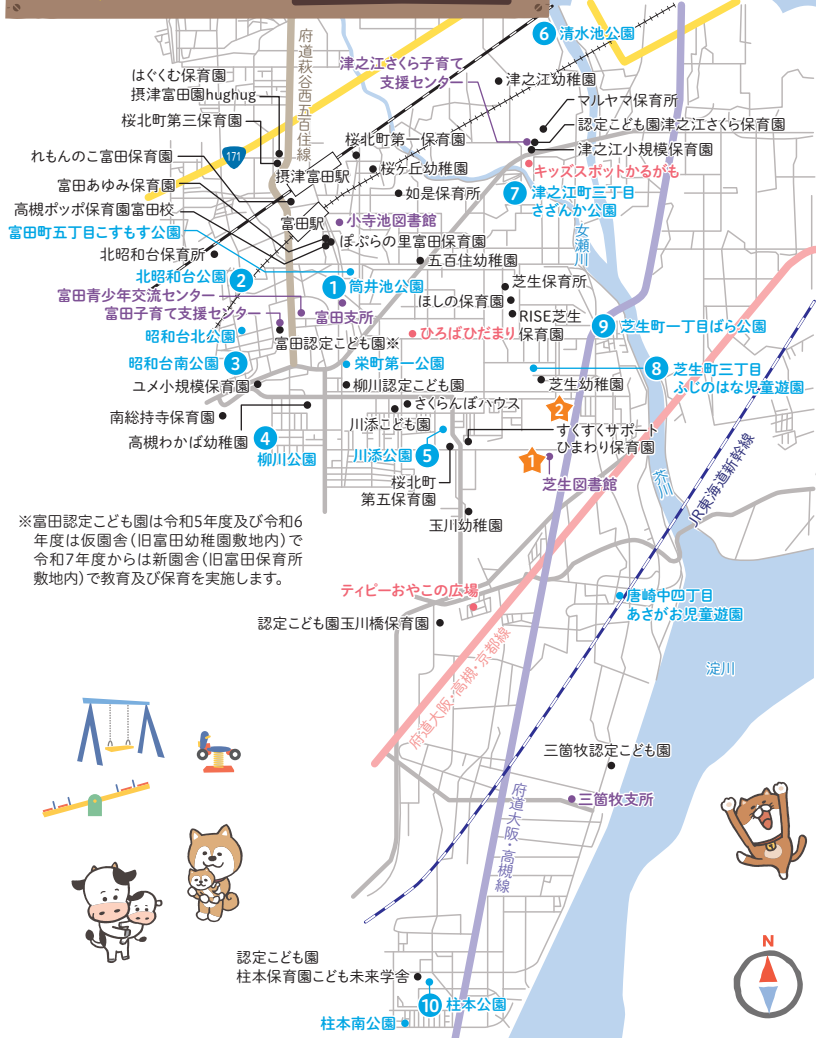 6 清水池公園
府道萩谷西五百住線
津之江さくら子育て
支援センター
はぐくむ保育園
摂津富田園hughug
津之江幼稚園
マルヤマ保育所
桜北町第三保育園
認定こども園津之江さくら保育園
桜北町第一保育園
津之江小規模保育園
171
れもんのこ富田保育園
摂津富田駅
桜ケ丘幼稚園
キッズスポットかるがも
富田あゆみ保育園
如是保育所
7 津之江町三丁目
さざんか公園
高槻ポッポ保育園富田校
富田駅
小寺池図書館
女瀬川
富田町五丁目こすもす公園
ぽぷらの里富田保育園
北昭和台保育所
五百住幼稚園
北昭和台公園 2
1 筒井池公園
芝生保育所
富田青少年交流センター
ほしの保育園
富田子育て支援センター
富田支所
RISE芝生
保育園
9 芝生町一丁目ばら公園
昭和台北公園
富田認定こども園※
ひろばひだまり
昭和台南公園 3
栄町第一公園
8 芝生町三丁目
ふじのはな児童遊園
ユメ小規模保育園
柳川認定こども園
芝生幼稚園
さくらんぼハウス
2
南総持寺保育園
川添こども園
すくすくサポート
ひまわり保育園
高槻わかば幼稚園
4
柳川公園
川添公園 5
1
芝生図書館
桜北町
第五保育園
芥川
JR東海道新幹線
玉川幼稚園
※富田認定こども園は令和5年度及び令和6
年度は仮園舎(旧富田幼稚園敷地内)で
令和7年度からは新園舎(旧富田保育所
敷地内)で教育及び保育を実施します。
ティピーおやこの広場
唐崎中四丁目
あさがお児童遊園
認定こども園玉川橋保育園
府道大阪・高槻・京都線
淀川
三箇牧認定こども園
三箇牧支所
府道大阪・高槻線
N
認定こども園
柱本保育園こども未来学舎
10 柱本公園
柱本南公園